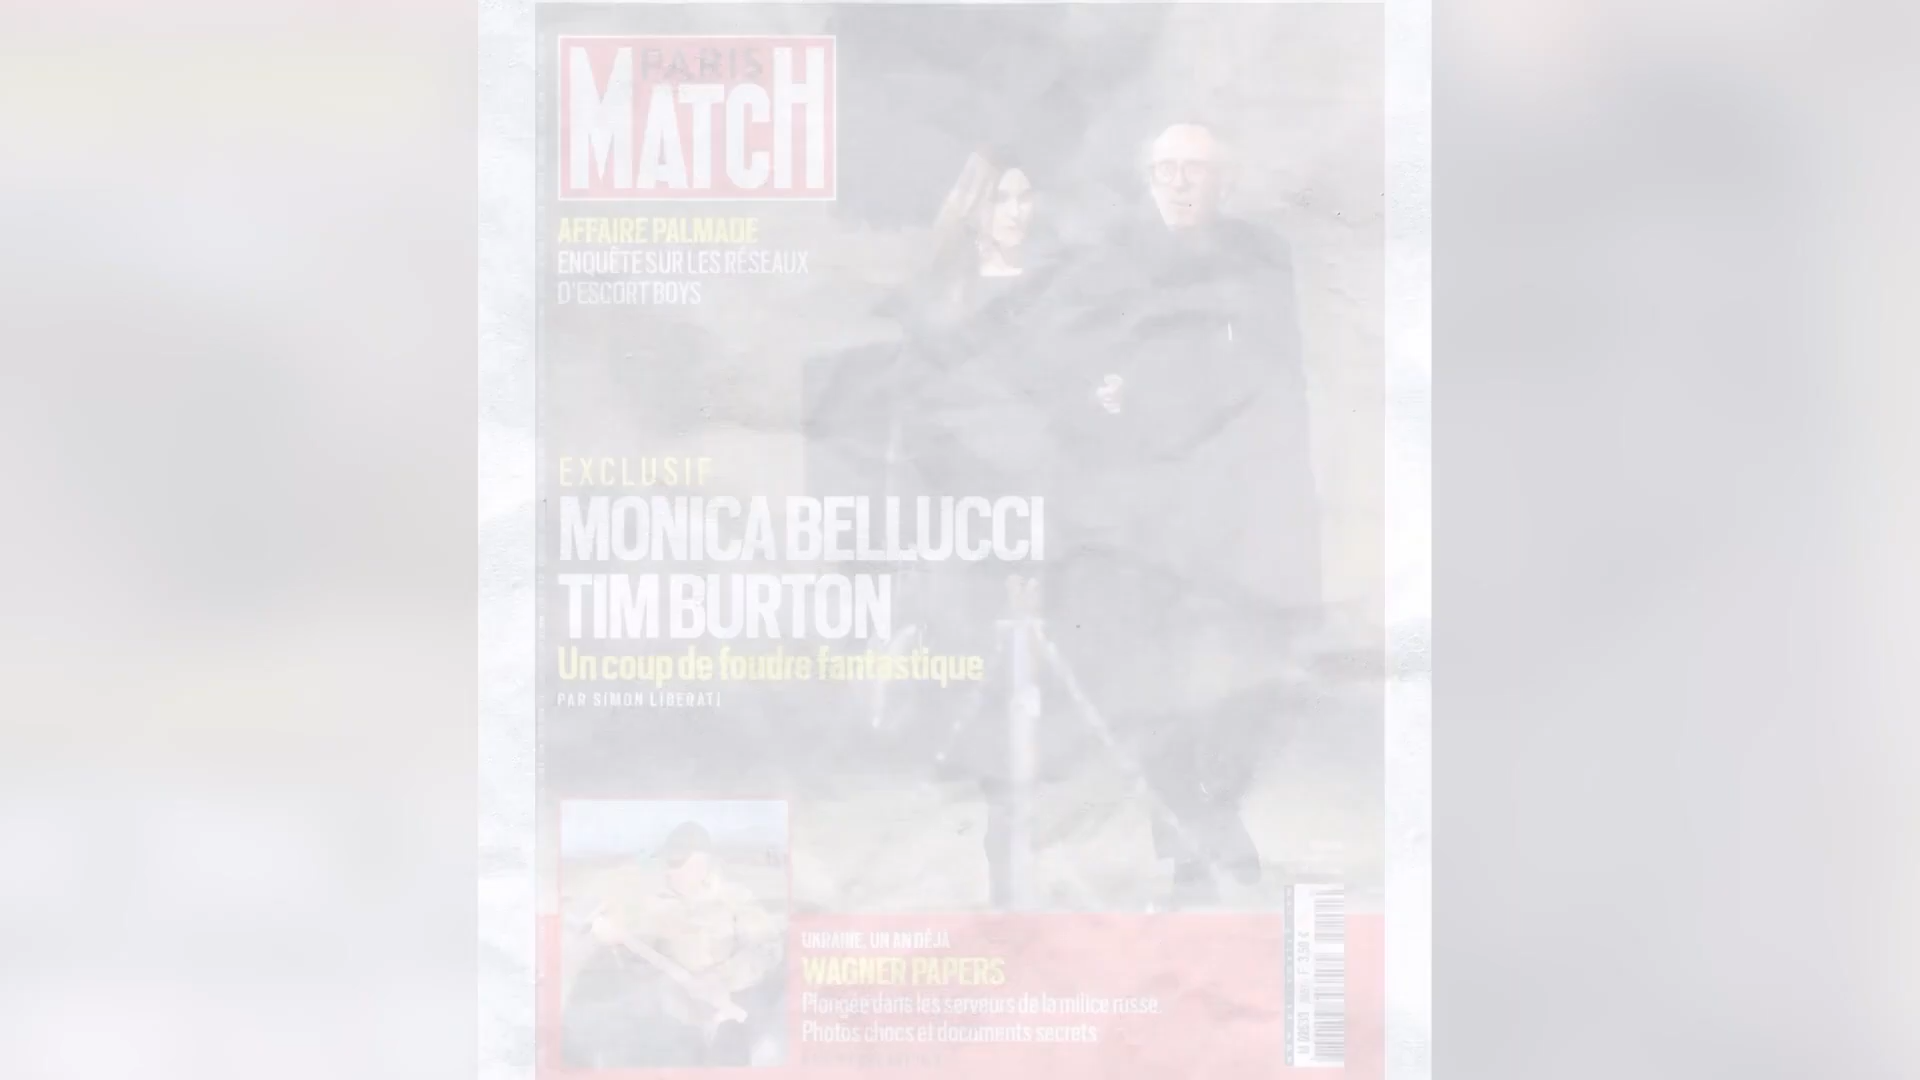 PARIS
MATCH
AFFAIRE PALMADE
ENQUÊTE SUR LES RÉSEAUX
D'ESCORT BOYS
EXCLUSIF
MONICA BELLUCCI
TIM BURTON
Un coup de foudre fantastique
PAR SIMON LIBERATI
UKRAINE, UN AN DÉJÀ
WAGNER PAPERS
Plongée dans les serveurs de la milice russe.
Photos chocs et documents secrets
F: 3,50 €